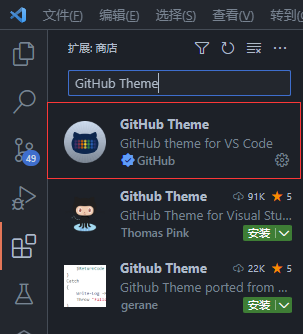 文件(F) 编辑(E) 选择(S) 查看(V) 转到(
扩展: 商店
GitHub Theme
49
GitHub Theme
GitHub theme for VS Code
GitHub
Github Theme 91K 5
GitHub Theme for Visual Stu...
Thomas Pink 安装
Github Theme 22K 5
GitHub Theme ported from ...
gerane 安装